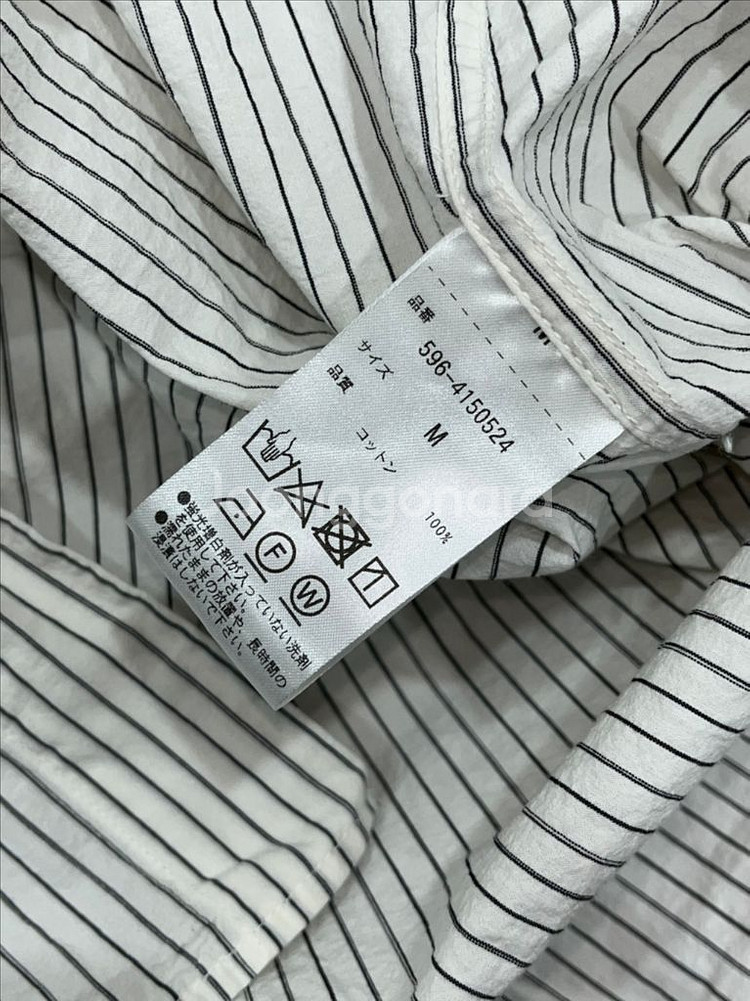 M
品番
596-4150524
サイズ
M
品質
コットン
100%
F
W
●蛍光増白剤が入っていない洗剤
を使用して下さい。
●濡れたままの放置や、長時間の
浸漬はしないで下さい。